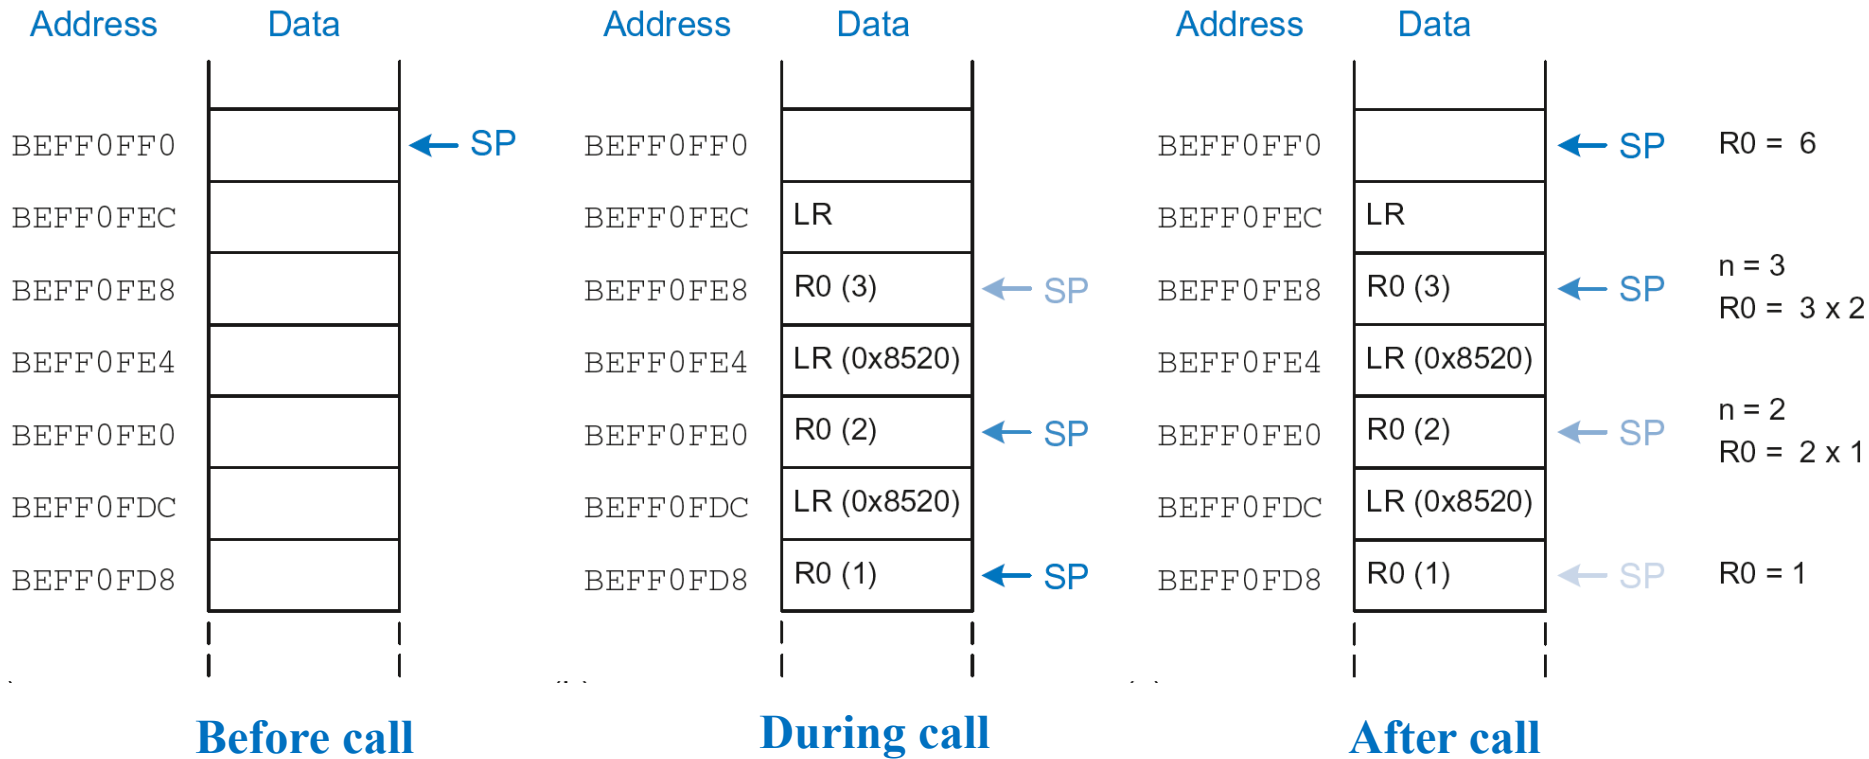 Address Data Address Data Address Data
BEFF0FF0 SP BEFF0FF0 BEFF0FF0 SP R0 = 6
BEFF0FEC BEFF0FEC LR BEFF0FEC LR
n = 3
BEFF0FE8 BEFF0FE8 R0 (3) SP BEFF0FE8 R0 (3) SP
R0 = 3 x 2
BEFF0FE4 BEFF0FE4 LR (0x8520) BEFF0FE4 LR (0x8520)
n = 2
BEFF0FE0 BEFF0FE0 R0 (2) SP BEFF0FE0 R0 (2) SP
R0 = 2 x 1
BEFF0FDC BEFF0FDC LR (0x8520) BEFF0FDC LR (0x8520)
BEFF0FD8 BEFF0FD8 R0 (1) SP BEFF0FD8 R0 (1) SP R0 = 1
Before call During call After call